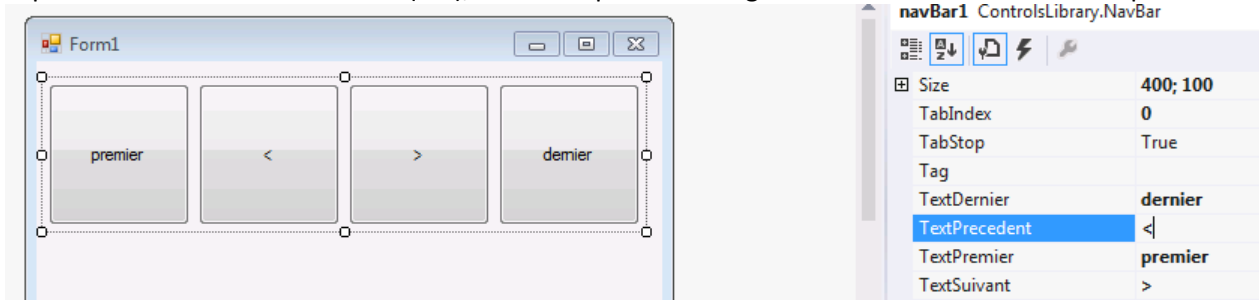 navBar1 ControlsLibrary.NavBar
Form1
premier < > dernier
Size 400; 100
TabIndex 0
TabStop True
Tag
TextDernier dernier
TextPrecedent <
TextPremier premier
TextSuivant >